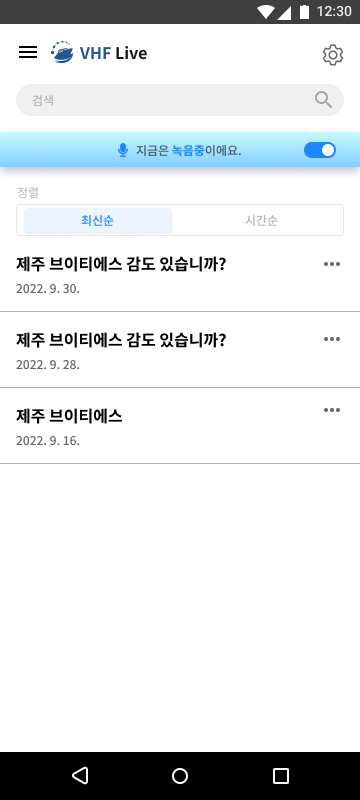 12:30
VHF Live
검색
지금은 녹음중이에요.
정렬
최신순 시간순
제주 브이티에스 감도 있습니까?
2022. 9. 30.
제주 브이티에스 감도 있습니까?
2022. 9. 28.
제주 브이티에스
2022. 9. 16.